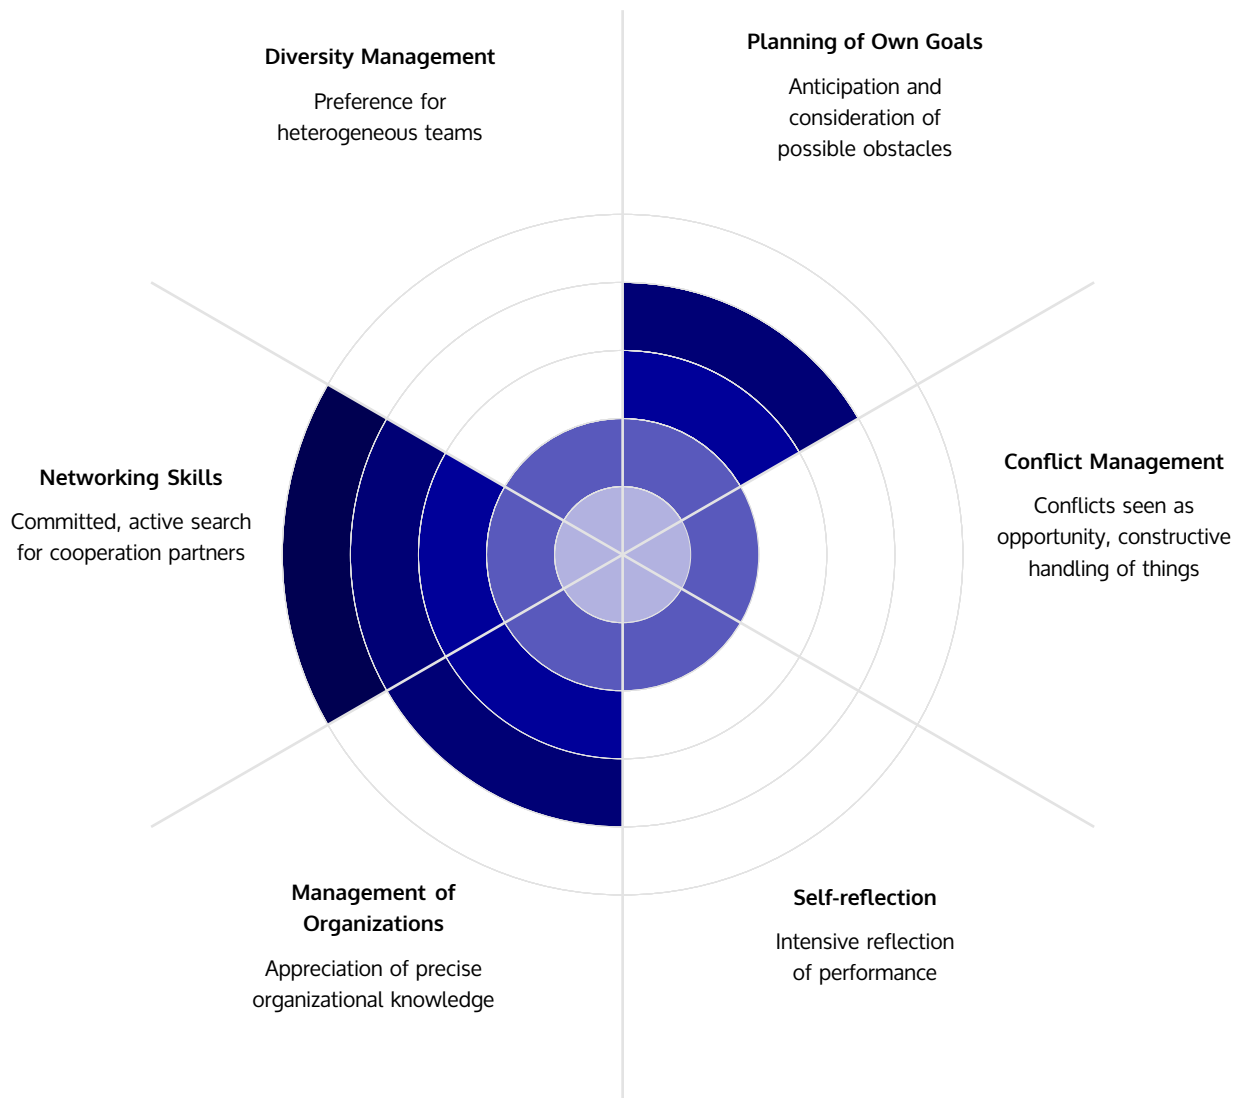 Diversity Management
Preference for
heterogeneous teams
Planning of Own Goals
Anticipation and
consideration of
possible obstacles
Networking Skills
Committed, active search
for cooperation partners
Conflict Management
Conflicts seen as
opportunity, constructive
handling of things
Management of
Organizations
Appreciation of precise
organizational knowledge
Self-reflection
Intensive reflection
of performance